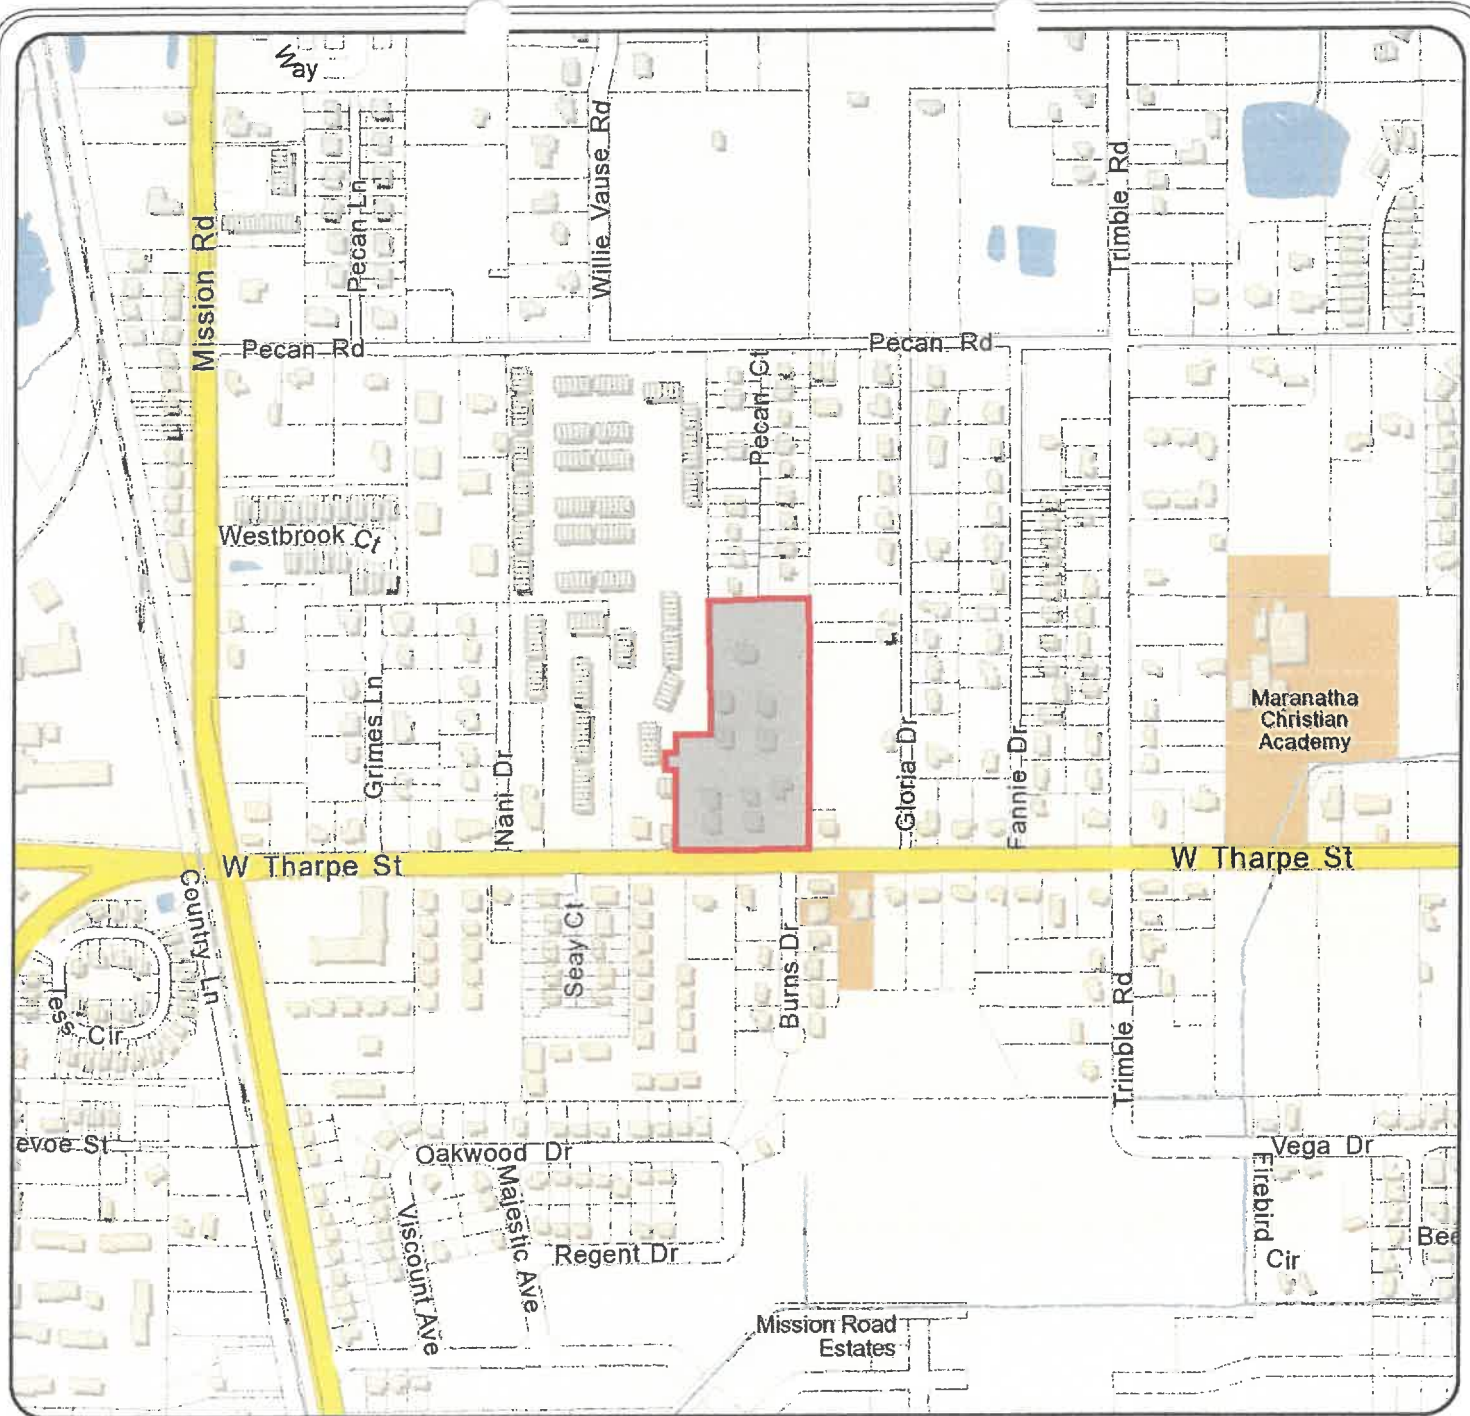 Way
Willie Vause Rd
Trimble Rd
Pecan Ln
Mission Rd
Pecan Rd
Pecan Rd
Pecan Ct
Westbrook Ct
Maranatha
Christian
Academy
Grimes Ln
Nani Dr
Gloria Dr
Fannie Dr
W Tharpe St
W Tharpe St
Country Ln
Seay Ct
Burns Dr
Trimble Rd
Tess Cir
evoe St
Oakwood Dr
Vega Dr
Majestic Ave
Viscount Ave
Regent Dr
Firebird Cir
Bee
Mission Road
Estates